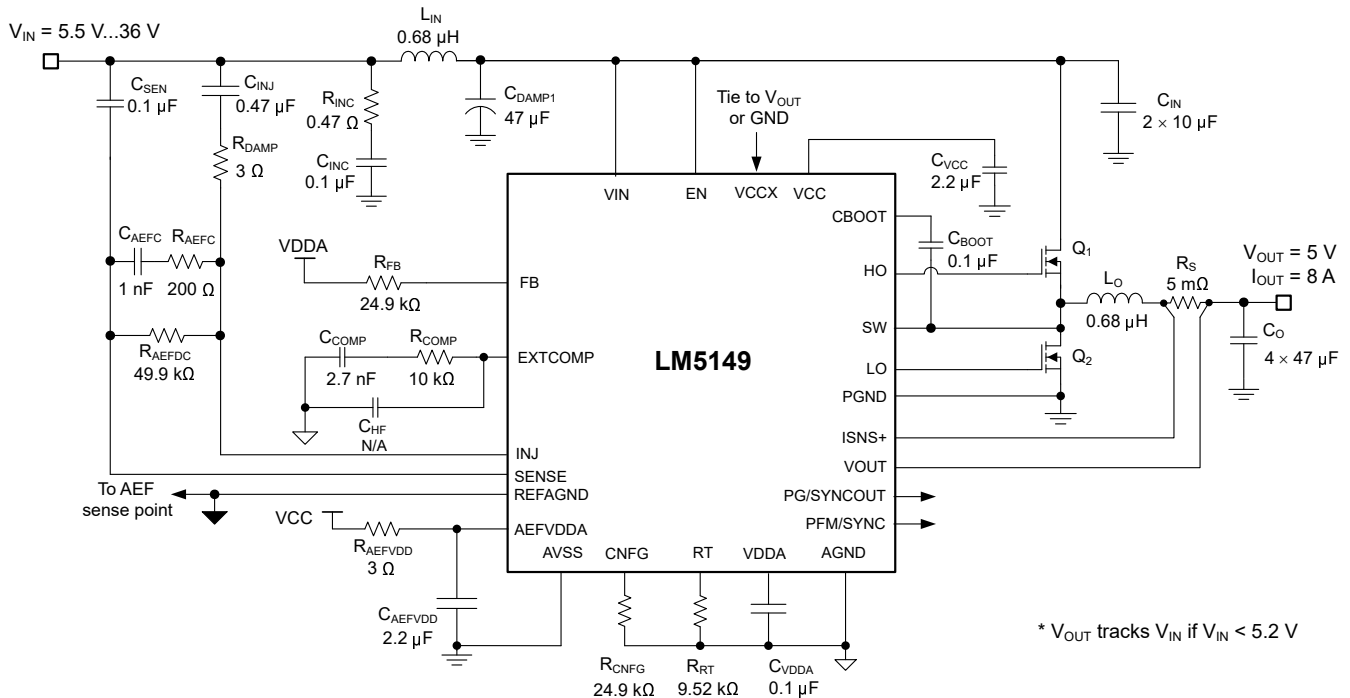 V_IN = 5.5 V...36 V
L_IN
0.68 µH
C_SEN
0.1 µF
C_INJ
0.47 µF
R_INC
0.47 Ω
C_DAMP1
47 µF
Tie to V_OUT
or GND
C_IN
2 × 10 µF
R_DAMP
3 Ω
C_INC
0.1 µF
C_VCC
2.2 µF
VIN
EN
VCCX
VCC
CBOOT
C_BOOT
0.1 µF
Q_1
C_AEFC
R_AEFC
1 nF
200 Ω
VDDA
R_FB
24.9 kΩ
FB
HO
V_OUT = 5 V
I_OUT = 8 A
R_S
5 mΩ
L_O
0.68 µH
R_AEFDC
49.9 kΩ
C_COMP
R_COMP
2.7 nF
10 kΩ
EXTCOMP
LM5149
SW
LO
Q_2
C_O
4 × 47 µF
C_HF
N/A
PGND
ISNS+
INJ
VOUT
SENSE
REFAGND
To AEF
sense point
PG/SYNCOUT
PFM/SYNC
VCC
R_AEFVDD
3 Ω
AEFVDDA
AVSS
CNFG
RT
VDDA
AGND
C_AEFVDD
2.2 µF
R_CNFG
24.9 kΩ
R_RT
9.52 kΩ
C_VDDA
0.1 µF
* V_OUT tracks V_IN if V_IN < 5.2 V